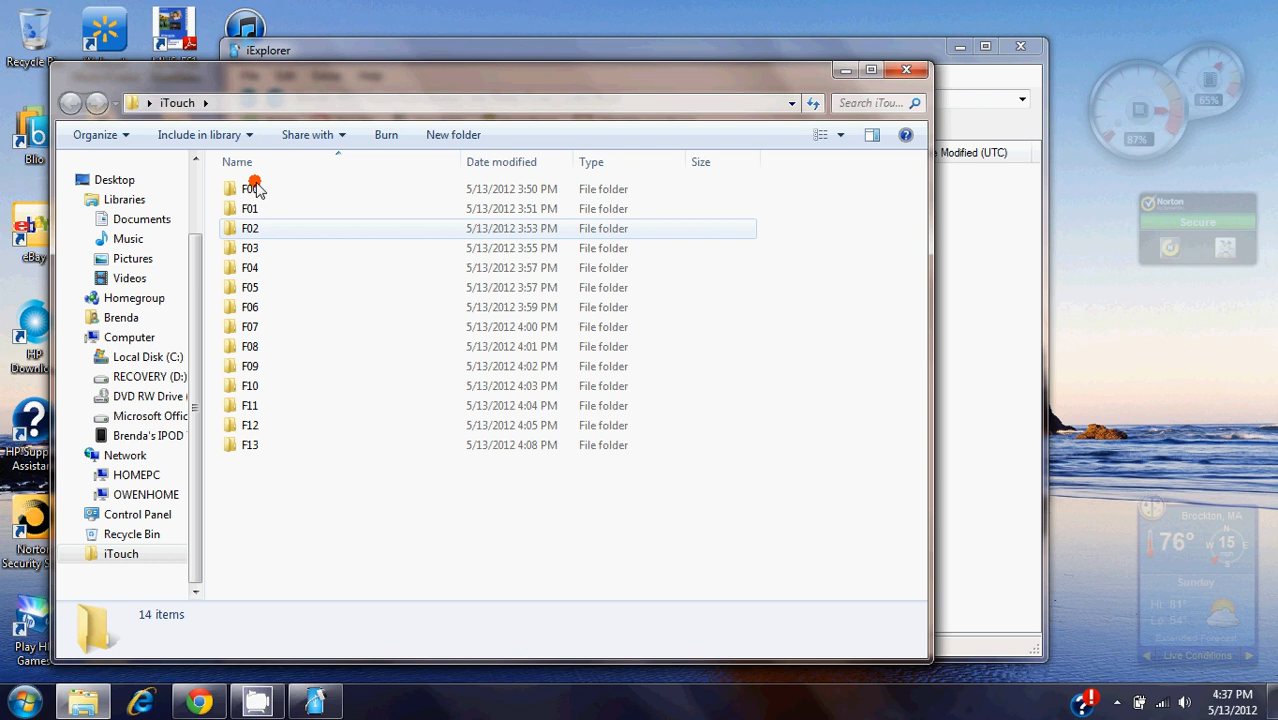 Recycle
iExplorer
iTouch
Search iTou...
Organize
Include in library
Share with
Burn
New folder
Name
Date modified
Type
Size
e Modified (UTC)
F00 5/13/2012 3:50 PM File folder
F01 5/13/2012 3:51 PM File folder
F02 5/13/2012 3:53 PM File folder
F03 5/13/2012 3:55 PM File folder
F04 5/13/2012 3:57 PM File folder
F05 5/13/2012 3:57 PM File folder
F06 5/13/2012 3:59 PM File folder
F07 5/13/2012 4:00 PM File folder
F08 5/13/2012 4:01 PM File folder
F09 5/13/2012 4:02 PM File folder
F10 5/13/2012 4:03 PM File folder
F11 5/13/2012 4:04 PM File folder
F12 5/13/2012 4:05 PM File folder
F13 5/13/2012 4:08 PM File folder
Desktop
Libraries
Documents
Music
Pictures
Videos
Homegroup
Brenda
Computer
Local Disk (C:)
RECOVERY (D:)
DVD RW Drive (
Microsoft Offic
Brenda's IPOD
Network
HOMEPC
OWENHOME
Control Panel
Recycle Bin
iTouch
14 items
Blio
eBay
HP
Downlo
HP Supp
Assistan
Norton
Security S
Play HP
Games
65%
87%
Norton
Secure
Brockton, MA
76°
W 15
N
S
Sunday
Hi: 81°
Lo: 54°
Extended Forecast
Live Conditions
4:37 PM
5/13/2012